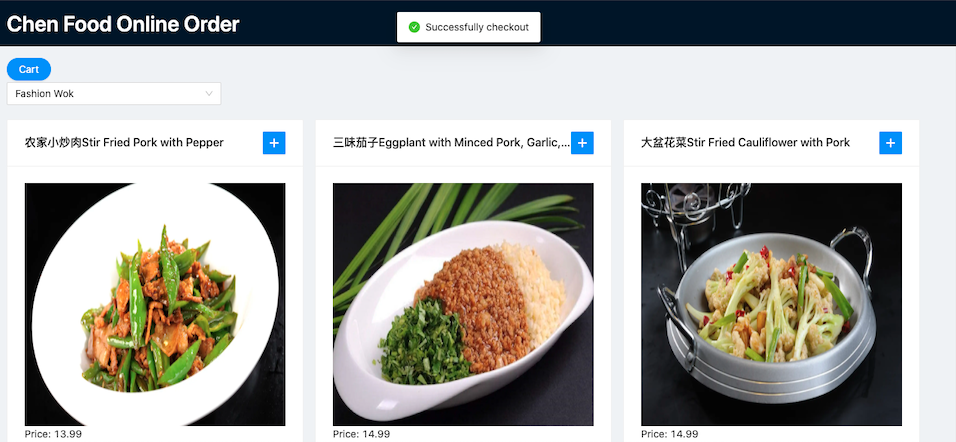 Chen Food Online Order
Successfully checkout
Cart
Fashion Wok
农家小炒肉Stir Fried Pork with Pepper
三味茄子Eggplant with Minced Pork, Garlic,...
大盆花菜Stir Fried Cauliflower with Pork
Price: 13.99
Price: 14.99
Price: 14.99